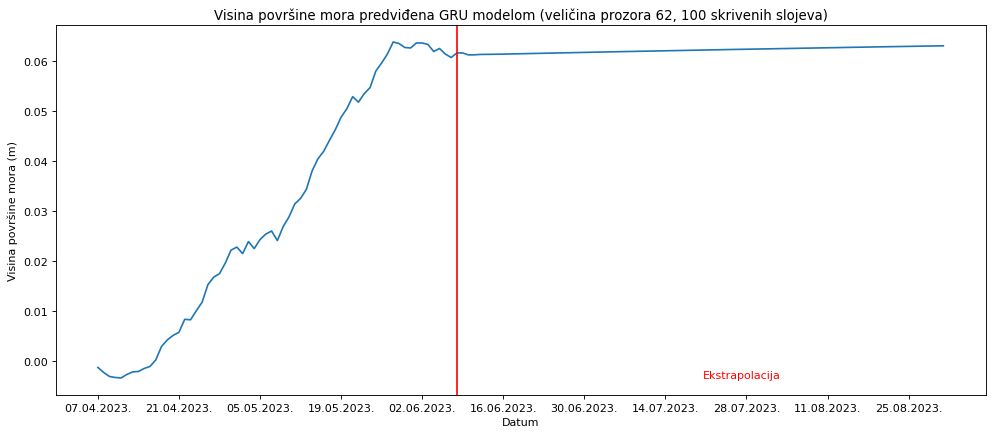 Visina površine mora predviđena GRU modelom (veličina prozora 62, 100 skrivenih slojeva)
Visina površine mora (m)
0.06
0.05
0.04
0.03
0.02
0.01
0.00
Ekstrapolacija
07.04.2023. 21.04.2023. 05.05.2023. 19.05.2023. 02.06.2023. 16.06.2023. 30.06.2023. 14.07.2023. 28.07.2023. 11.08.2023. 25.08.2023.
Datum